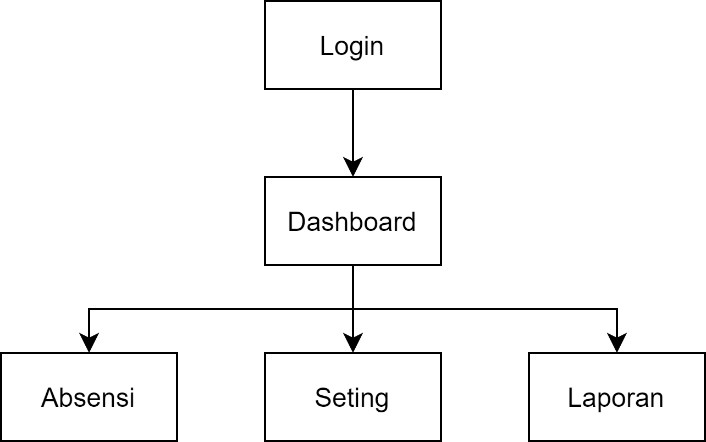 Login
Dashboard
Absensi
Seting
Laporan